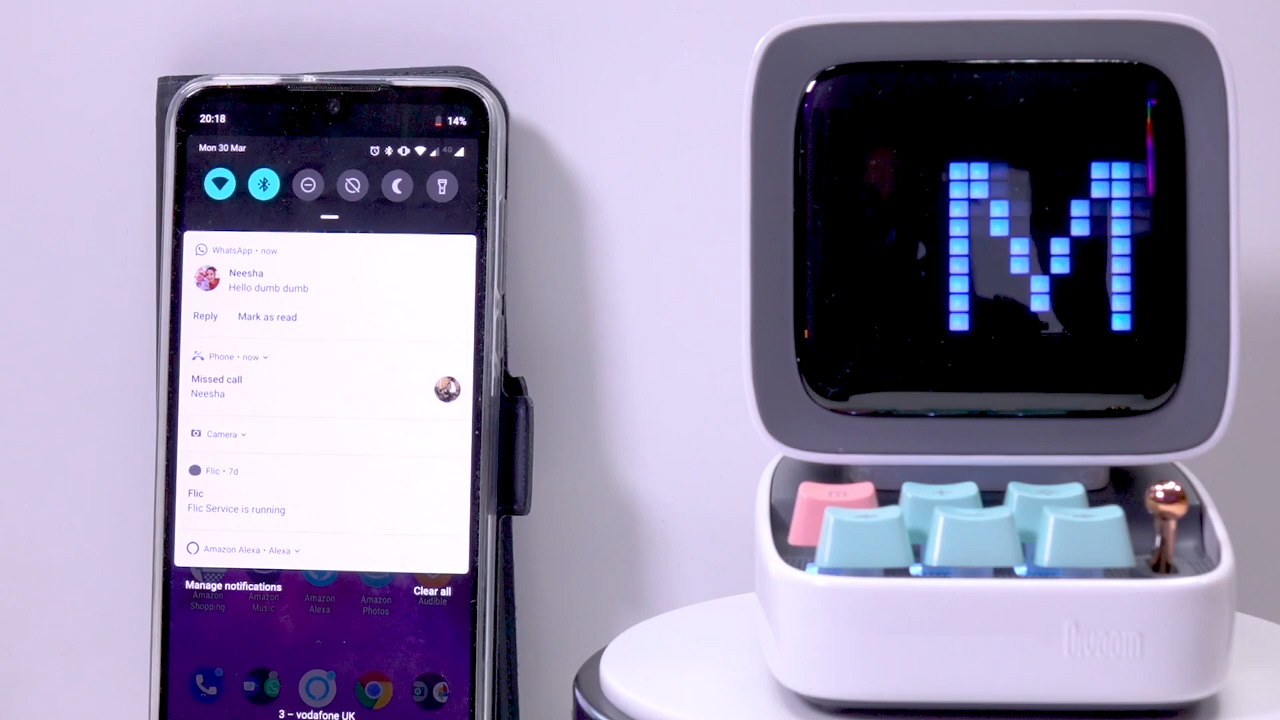 20:18
14%
Mon 30 Mar
4G
WhatsApp • now
Neesha
Hello dumb dumb
Reply Mark as read
Phone • now
Missed call
Neesha
Camera
Flic • 7d
Flic
Flic Service is running
Amazon Alexa • Alexa
Manage notifications
Clear all
Amazon Shopping
Amazon Music
Amazon Alexa
Amazon Photos
Audible
3 – vodafone UK
M
m
Divoom